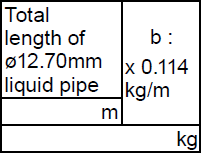 Total
length of
ø12.70mm
liquid pipe
m
b :
x 0.114
kg/m
kg